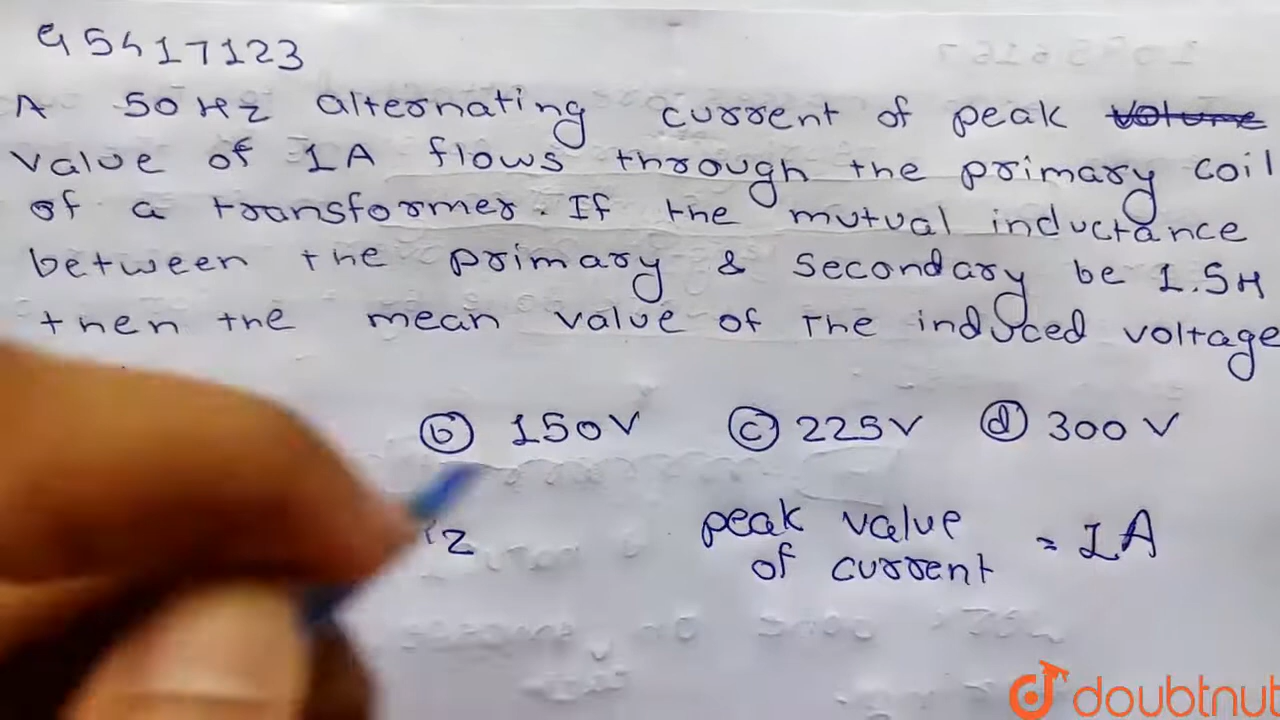 95417123
A 50 Hz alternating current of peak volume
value of 1A flows through the primary coil
of a transformer. If the mutual inductance
between the primary & secondary be 1.5H
then the mean value of the induced voltage
(b) 150V (c) 225V (d) 300 V
peak value
of current = 1A
doubtnut